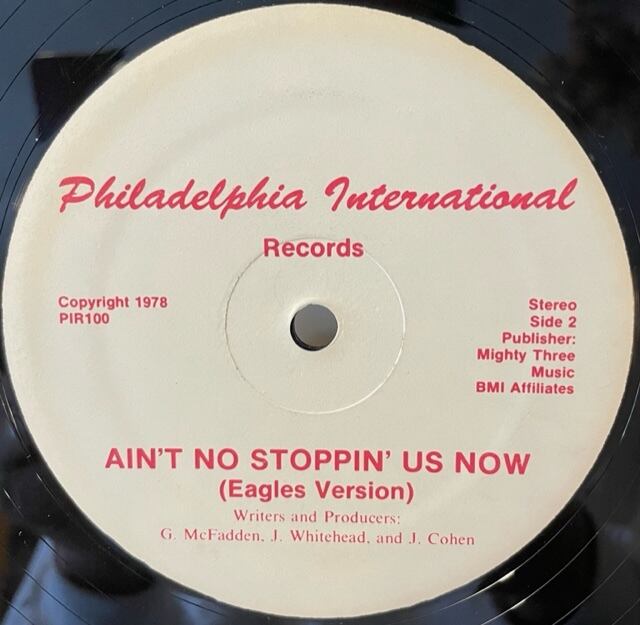 Philadelphia International
Records
Copyright 1978
PIR100
Stereo
Side 2
Publisher:
Mighty Three
Music
BMI Affiliates
AIN'T NO STOPPIN' US NOW
(Eagles Version)
Writers and Producers:
G. McFadden, J. Whitehead, and J. Cohen